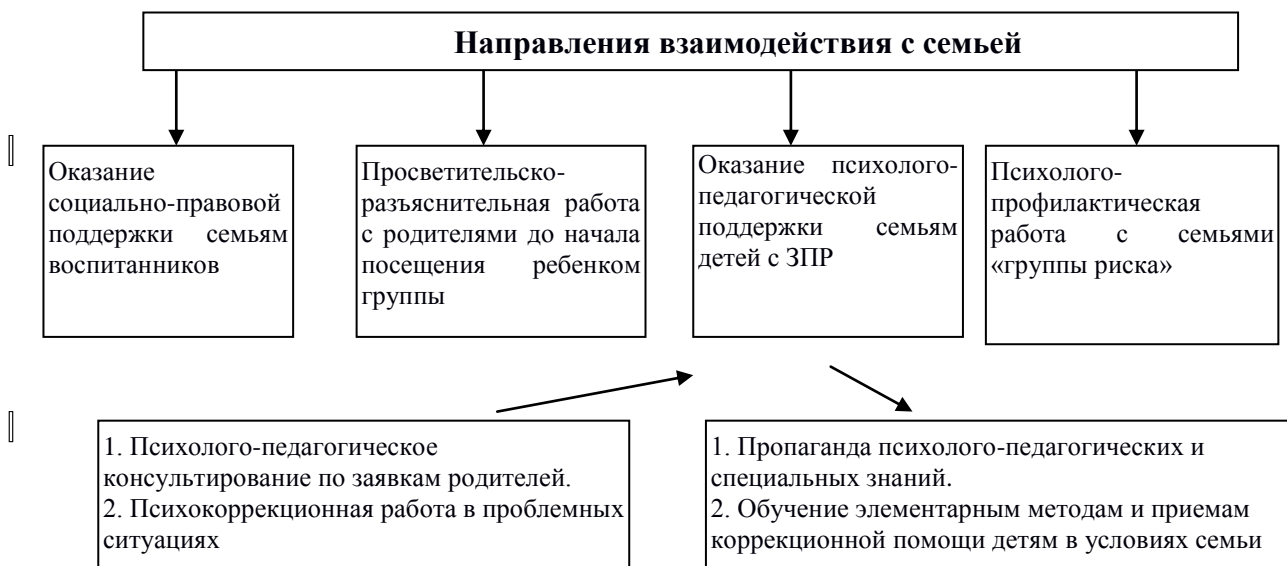 Направления взаимодействия с семьей
Оказание
социально-правовой
поддержки семьям
воспитанников
Просветительско-
разъяснительная работа
с родителями до начала
посещения ребенком
группы
Оказание психолого-
педагогической
поддержки семьям
детей с ЗПР
Психолого-
профилактическая
работа с семьями
«группы риска»
1. Психолого-педагогическое
консультирование по заявкам родителей.
2. Психокоррекционная работа в проблемных
ситуациях
1. Пропаганда психолого-педагогических и
специальных знаний.
2. Обучение элементарным методам и приемам
коррекционной помощи детям в условиях семьи